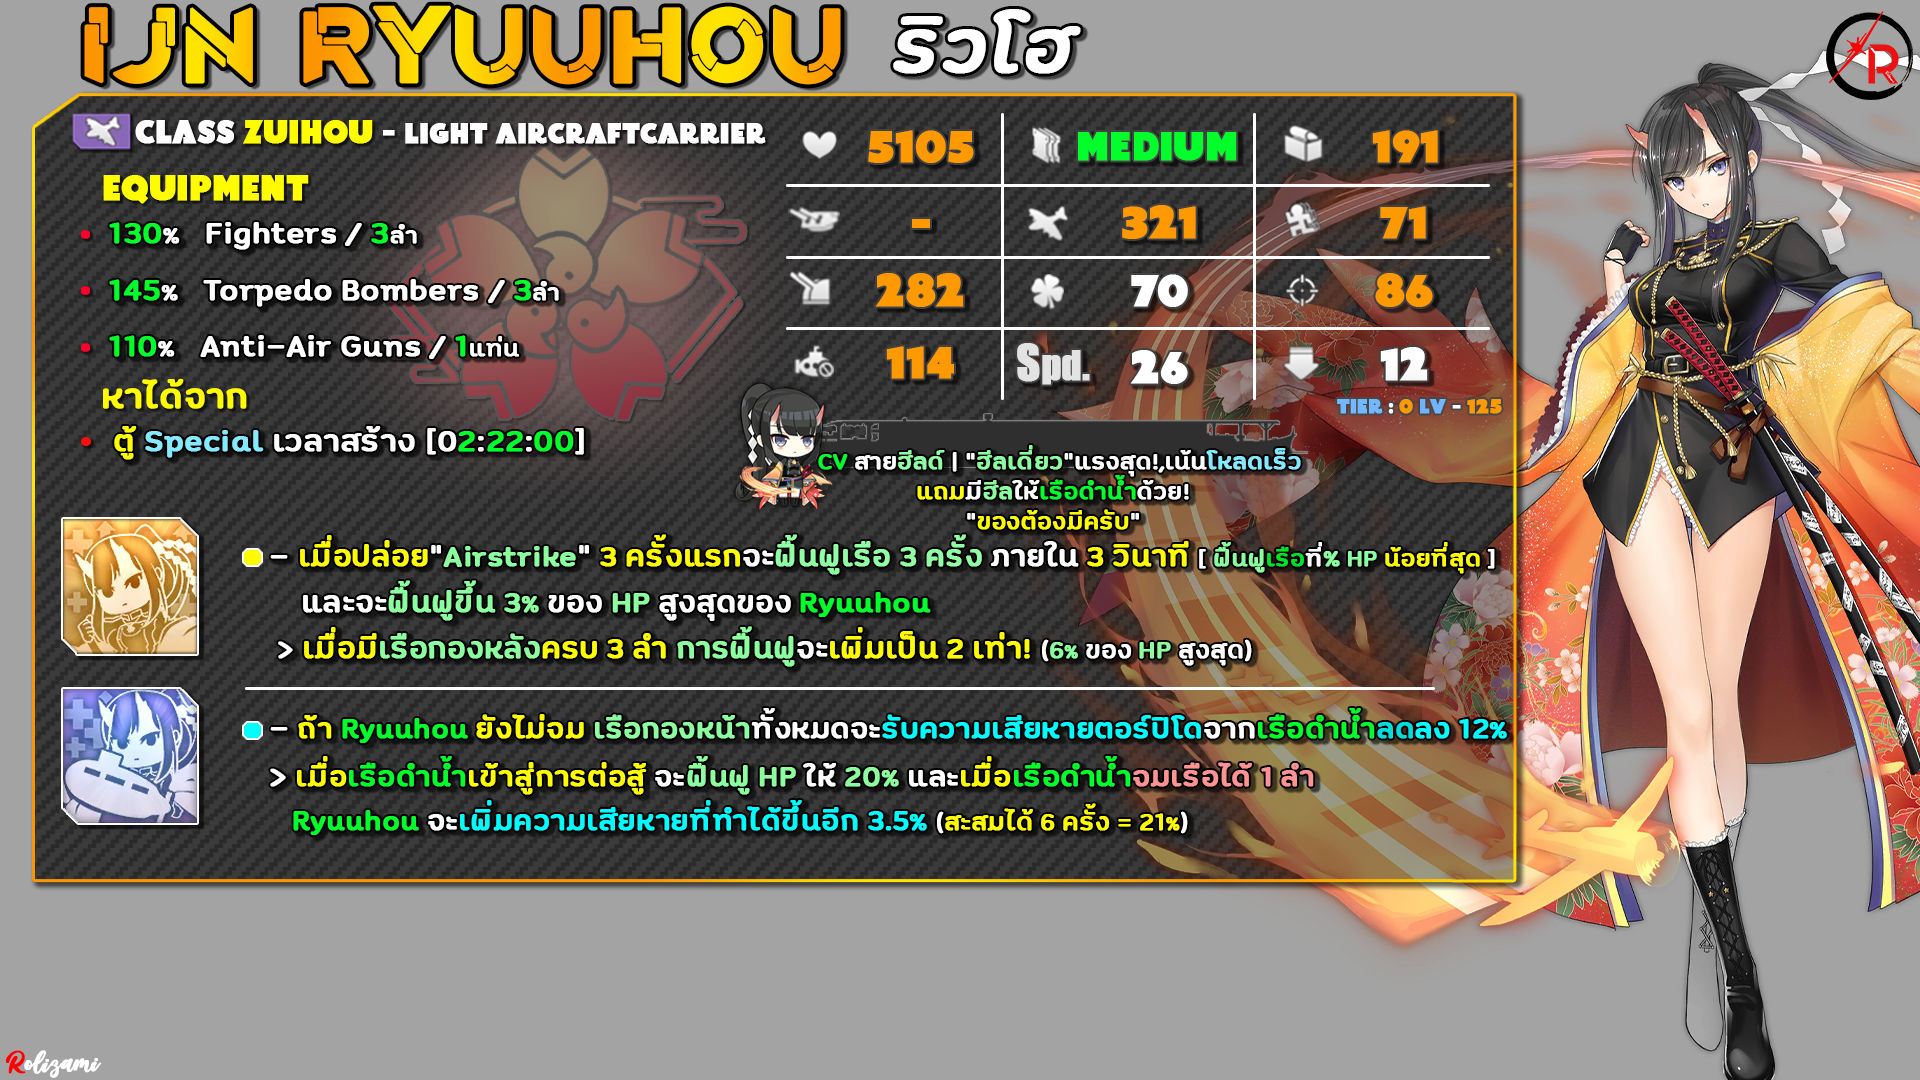 IJN RYUUHOU ริวโฮ
CLASS ZUIHOU - LIGHT AIRCRAFTCARRIER
EQUIPMENT
130% Fighters / 3ลำ
145% Torpedo Bombers / 3ลำ
110% Anti-Air Guns / 1แท่น
หาได้จาก
ตู้ Special เวลาสร้าง [02:22:00]
5105 MEDIUM 191
- 321 71
282 70 86
114 Spd. 26 12
TIER : 0 LV - 125
CV สายฮีลด์ | "ฮีลเดี่ยว"แรงสุด!,เน้นโหลดเร็ว
แถมมีฮีลให้เรือดำน้ำด้วย!
"ของต้องมีครับ"
- เมื่อปล่อย"Airstrike" 3 ครั้งแรกจะฟื้นฟูเรือ 3 ครั้ง ภายใน 3 วินาที [ ฟื้นฟูเรือที่% HP น้อยที่สุด ]
และจะฟื้นฟูขึ้น 3% ของ HP สูงสุดของ Ryuuhou
> เมื่อมีเรือกองหลังครบ 3 ลำ การฟื้นฟูจะเพิ่มเป็น 2 เท่า! (6% ของ HP สูงสุด)
- ถ้า Ryuuhou ยังไม่จม เรือกองหน้าทั้งหมดจะรับความเสียหายตอร์ปิโดจากเรือดำน้ำลดลง 12%
> เมื่อเรือดำน้ำเข้าสู่การต่อสู้ จะฟื้นฟู HP ให้ 20% และเมื่อเรือดำน้ำจมเรือได้ 1 ลำ
Ryuuhou จะเพิ่มความเสียหายที่ทำได้ขึ้นอีก 3.5% (สะสมได้ 6 ครั้ง = 21%)
R
Rolizami